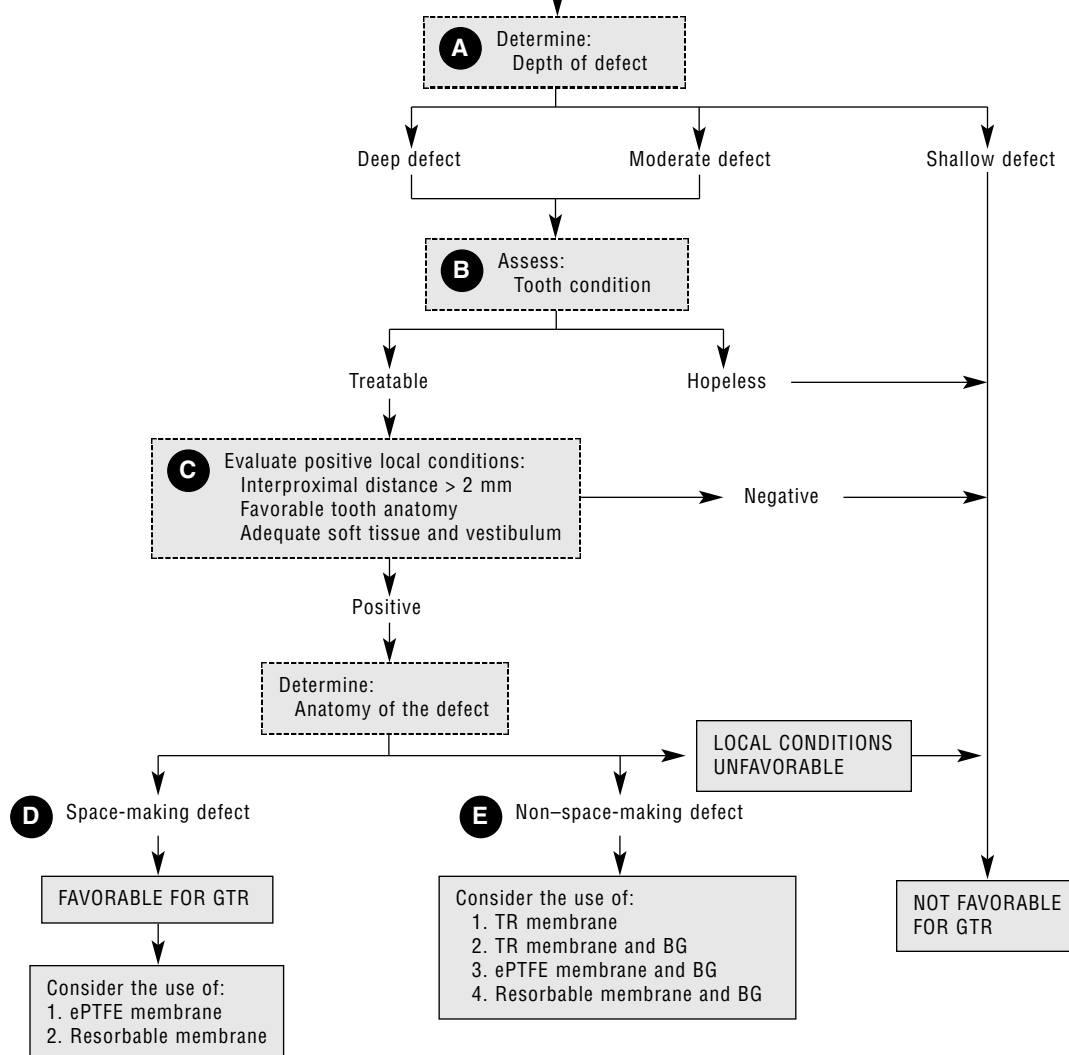 A
Determine:
Depth of defect
Deep defect
Moderate defect
Shallow defect
B
Assess:
Tooth condition
Treatable
Hopeless
C
Evaluate positive local conditions:
Interproximal distance > 2 mm
Favorable tooth anatomy
Adequate soft tissue and vestibulum
Negative
Positive
Determine:
Anatomy of the defect
LOCAL CONDITIONS
UNFAVORABLE
D
Space-making defect
E
Non–space-making defect
FAVORABLE FOR GTR
Consider the use of:
1. ePTFE membrane
2. Resorbable membrane
Consider the use of:
1. TR membrane
2. TR membrane and BG
3. ePTFE membrane and BG
4. Resorbable membrane and BG
NOT FAVORABLE
FOR GTR